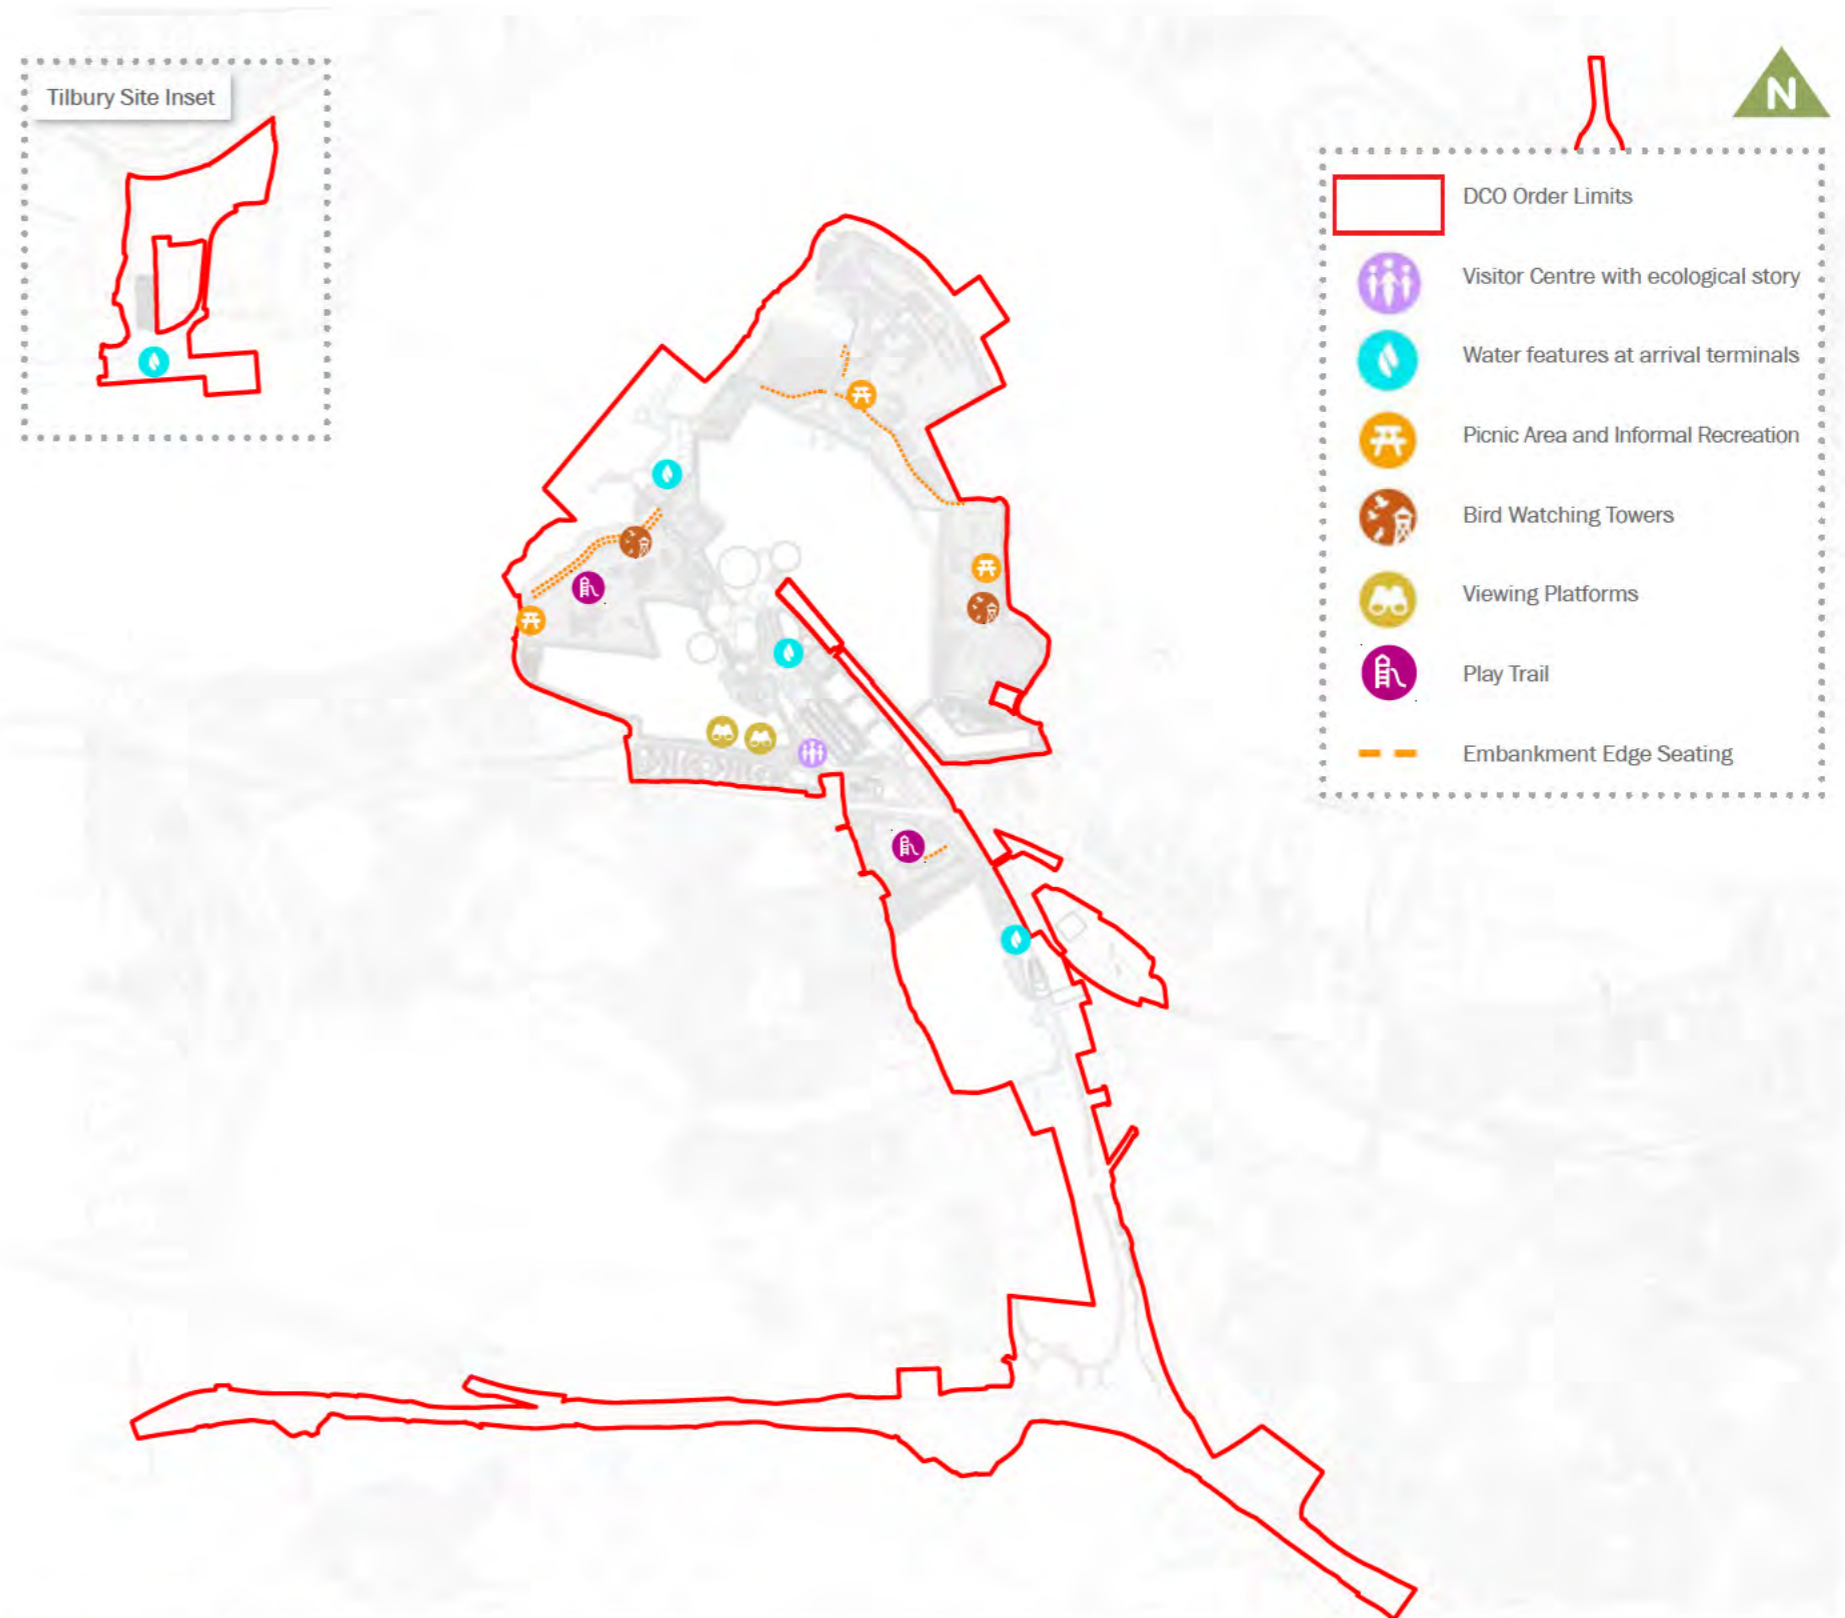 Tilbury Site Inset
N
DCO Order Limits
Visitor Centre with ecological story
Water features at arrival terminals
Picnic Area and Informal Recreation
Bird Watching Towers
Viewing Platforms
Play Trail
Embankment Edge Seating